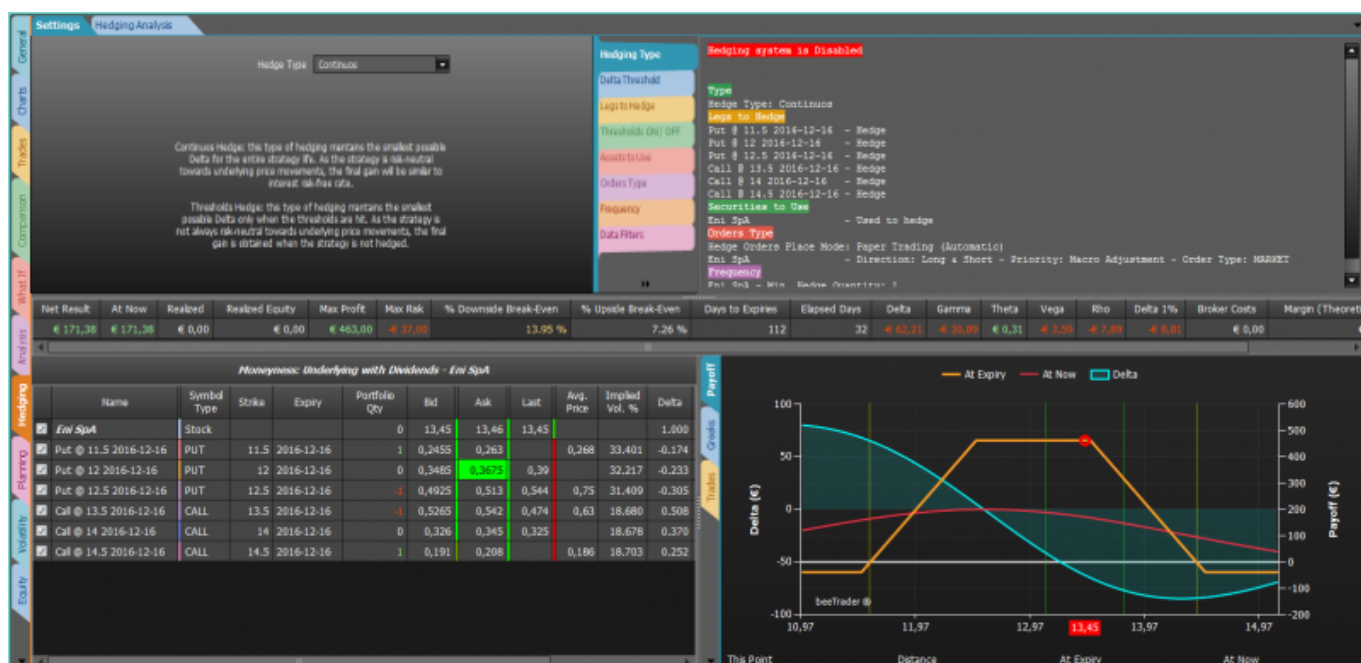 Settings
Hedging Analysis
General
Charts
Trades
Comparison
What If
Analysis
Hedging
Planning
Volatility
Equity
Hedge Type Continuos
Continuos Hedge: this type of hedging mantains the smallest possible
Delta for the entire strategy life. As the strategy is risk-neutral
towards underlying price movements, the final gain will be similar to
interest risk-free rate.
Thresholds Hedge: this type of hedging mantains the smallest
possible Delta only when the thresholds are hit. As the strategy is
not always risk-neutral towards underlying price movements, the final
gain is obtained when the strategy is not hedged.
Hedging Type
Delta Threshold
Legs to Hedge
Thresholds ON/ OFF
Assets to Use
Orders Type
Frequency
Data Filters
Hedging system is Disabled
Type
Hedge Type: Continuos
Legs to Hedge
Put @ 11.5 2016-12-16 - Hedge
Put @ 12 2016-12-16 - Hedge
Put @ 12.5 2016-12-16 - Hedge
Call @ 13.5 2016-12-16 - Hedge
Call @ 14 2016-12-16 - Hedge
Call @ 14.5 2016-12-16 - Hedge
Securities to Use
Eni SpA - Used to hedge
Orders Type
Hedge Orders Place Mode: Paper Trading (Automatic)
Eni SpA - Direction: Long & Short - Priority: Macro Adjustment - Order Type: MARKET
Frequency
Eni SpA - Min. Hedge Quantity: 1
Net Result At Now Realized Realized Equity Max Profit Max Risk % Downside Break-Even % Upside Break-Even Days to Expiries Elapsed Days Delta Gamma Theta Vega Rho Delta 1% Broker Costs Margin (Theoret
€ 171,38 € 171,38 € 0,00 € 0,00 € 463,00 -€ 37,00 13.95 % 7.26 % 112 32 -€ 62,21 -€ 30,89 € 0,31 -€ 3,59 -€ 7,89 € 0,00
Moneyness: Underlying with Dividends - Eni SpA
Name Symbol Type Strike Expiry Portfolio Qty Bid Ask Last Avg. Price Implied Vol. % Delta
Eni SpA Stock 0 13,45 13,46 13,45 1.000
Put @ 11.5 2016-12-16 PUT 11.5 2016-12-16 1 0,2455 0,263 0,268 33.401 -0.174
Put @ 12 2016-12-16 PUT 12 2016-12-16 0 0,3485 0,3675 0,39 32.217 -0.233
Put @ 12.5 2016-12-16 PUT 12.5 2016-12-16 -1 0,4925 0,513 0,544 0,75 31.409 -0.305
Call @ 13.5 2016-12-16 CALL 13.5 2016-12-16 -1 0,5265 0,542 0,474 0,63 18.680 0.508
Call @ 14 2016-12-16 CALL 14 2016-12-16 0 0,326 0,345 0,325 18.678 0.370
Call @ 14.5 2016-12-16 CALL 14.5 2016-12-16 1 0,191 0,208 0,186 18.703 0.252
Payoff
Greeks
Trades
At Expiry At Now Delta
Delta (€)
100
50
0
-50
-100
600
500
400
300
200
100
0
-100
-200
Payoff (€)
beeTrader ®
10,97 11,97 12,97 13,45 13,97 14,97
This Point Distance At Expiry At Now